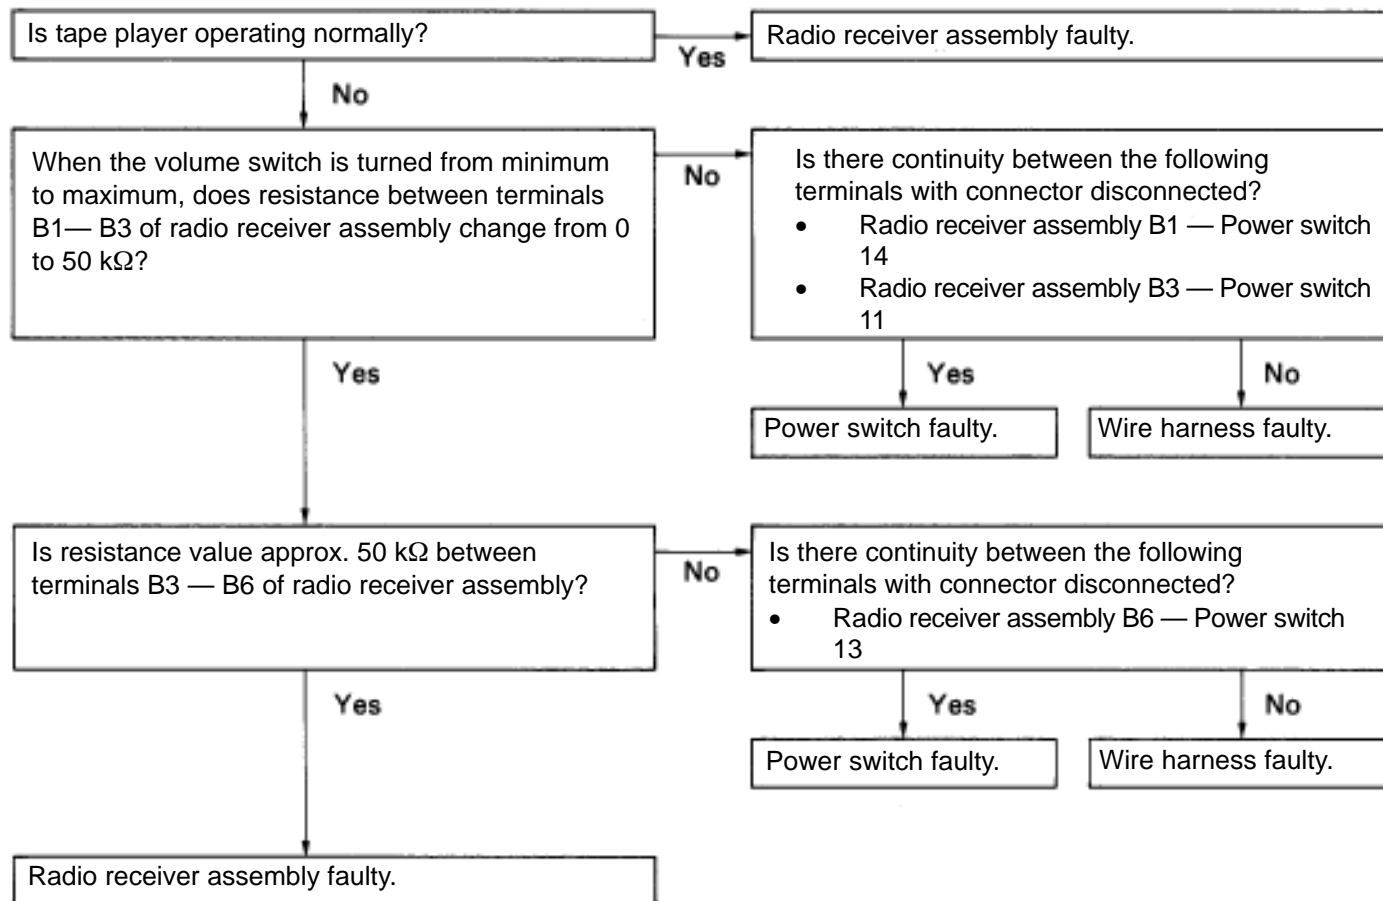 Is tape player operating normally?
Yes
Radio receiver assembly faulty.
No
When the volume switch is turned from minimum
to maximum, does resistance between terminals
B1— B3 of radio receiver assembly change from 0
to 50 kΩ?
No
Is there continuity between the following
terminals with connector disconnected?
• Radio receiver assembly B1 — Power switch
14
• Radio receiver assembly B3 — Power switch
11
Yes
Yes
No
Power switch faulty.
Wire harness faulty.
Is resistance value approx. 50 kΩ between
terminals B3 — B6 of radio receiver assembly?
No
Is there continuity between the following
terminals with connector disconnected?
• Radio receiver assembly B6 — Power switch
13
Yes
Yes
No
Power switch faulty.
Wire harness faulty.
Radio receiver assembly faulty.